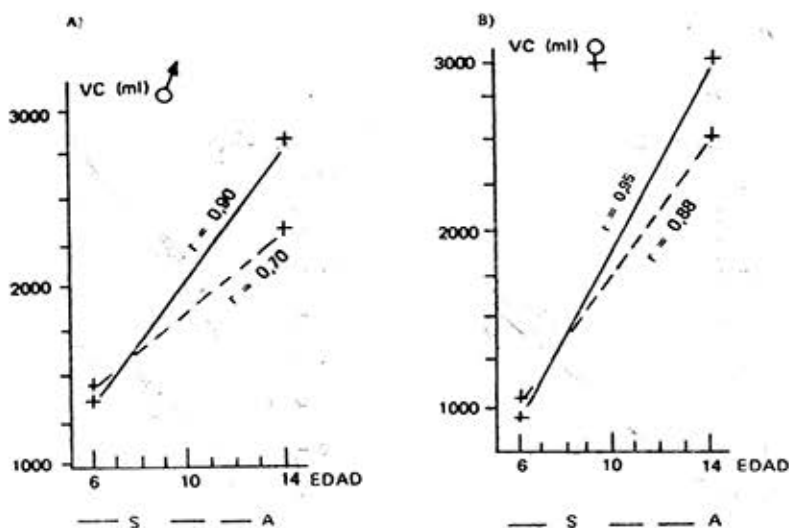 A)
VC (ml)
3000
2000
1000
r = 0,90
r = 0,70
6 10 14 EDAD
S A
B)
VC (ml)
3000
2000
1000
r = 0,95
r = 0,88
6 10 14 EDAD
S A